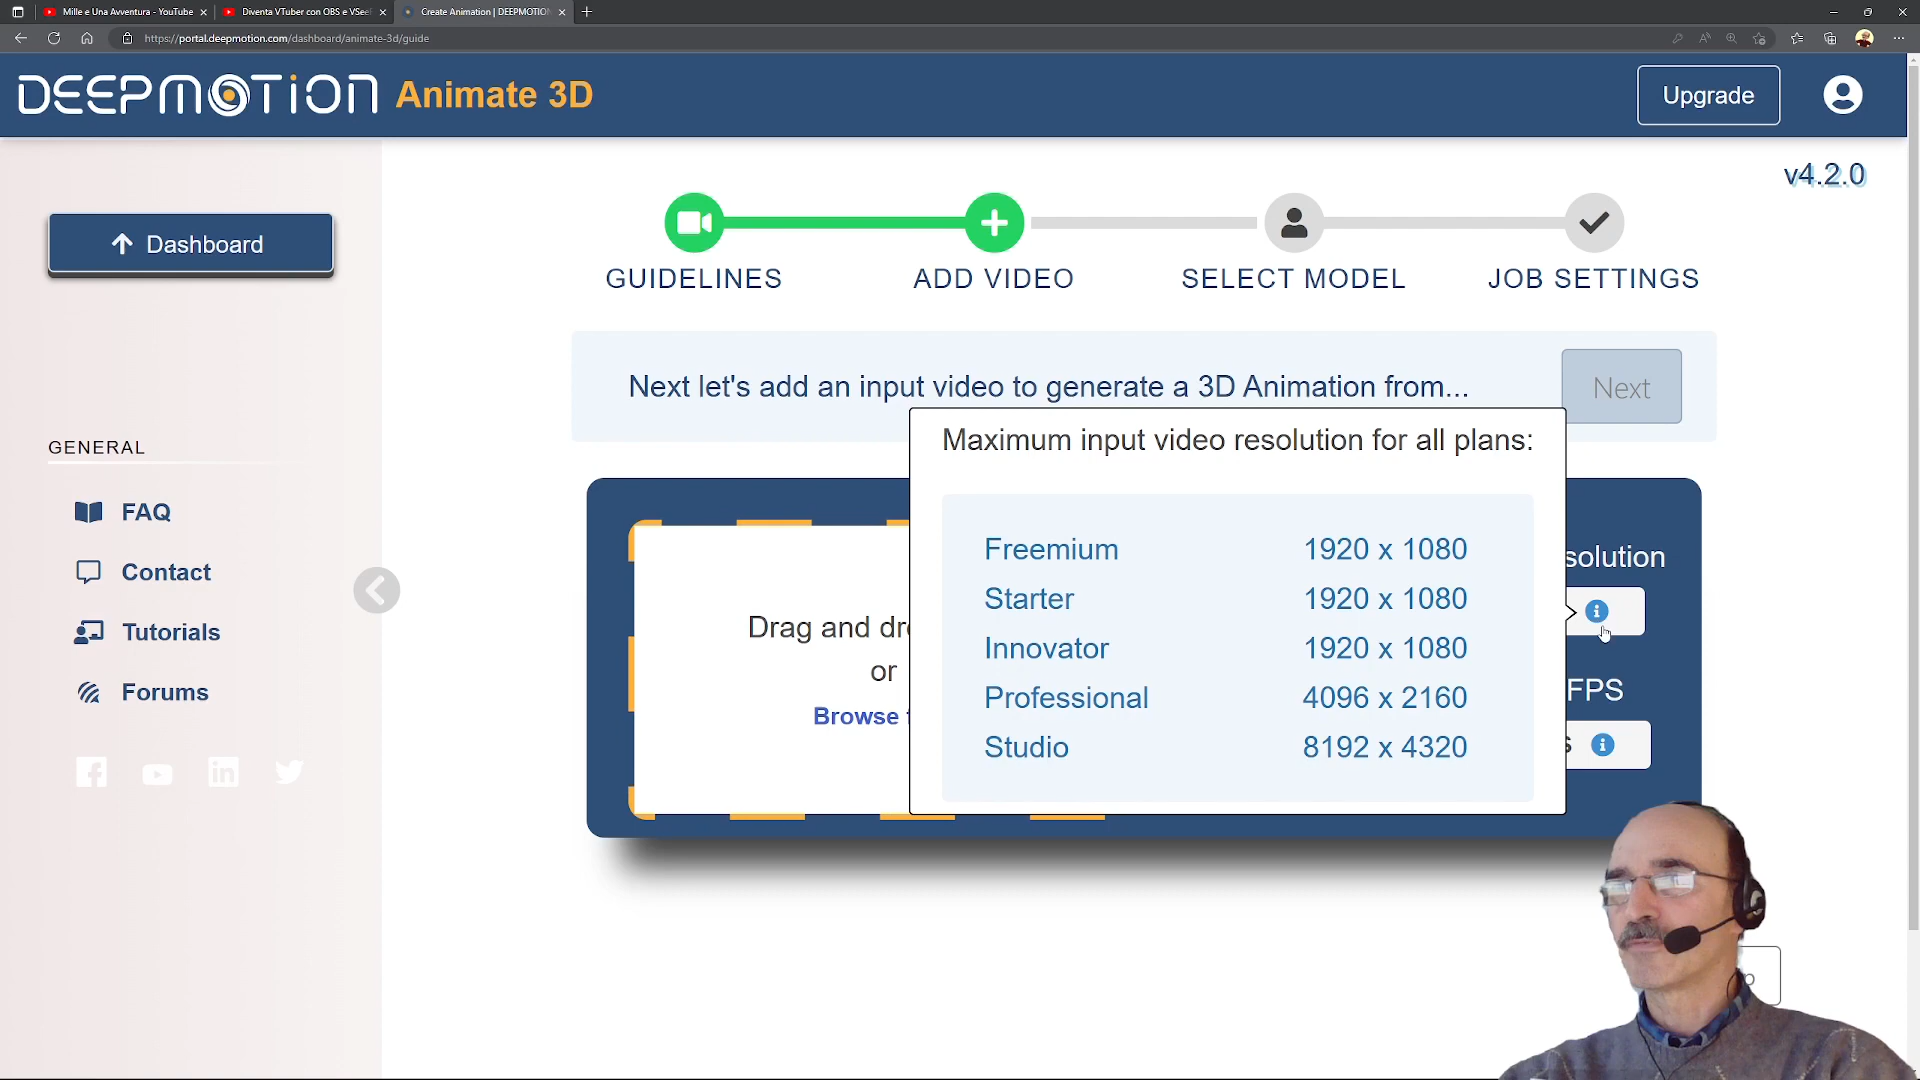 Mille e Una Avventura - YouTube
Diventa VTuber con OBS e VSeeF
Create Animation | DEEPMOTION
https://portal.deepmotion.com/dashboard/animate-3d/guide
DEEPMOTION Animate 3D
Upgrade
v4.2.0
Dashboard
GUIDELINES
ADD VIDEO
SELECT MODEL
JOB SETTINGS
Next let's add an input video to generate a 3D Animation from...
Next
Maximum input video resolution for all plans:
Freemium 1920 x 1080
Starter 1920 x 1080
Innovator 1920 x 1080
Professional 4096 x 2160
Studio 8192 x 4320
GENERAL
FAQ
Contact
Tutorials
Forums
Drag and dro
or
Browse f
solution
FPS